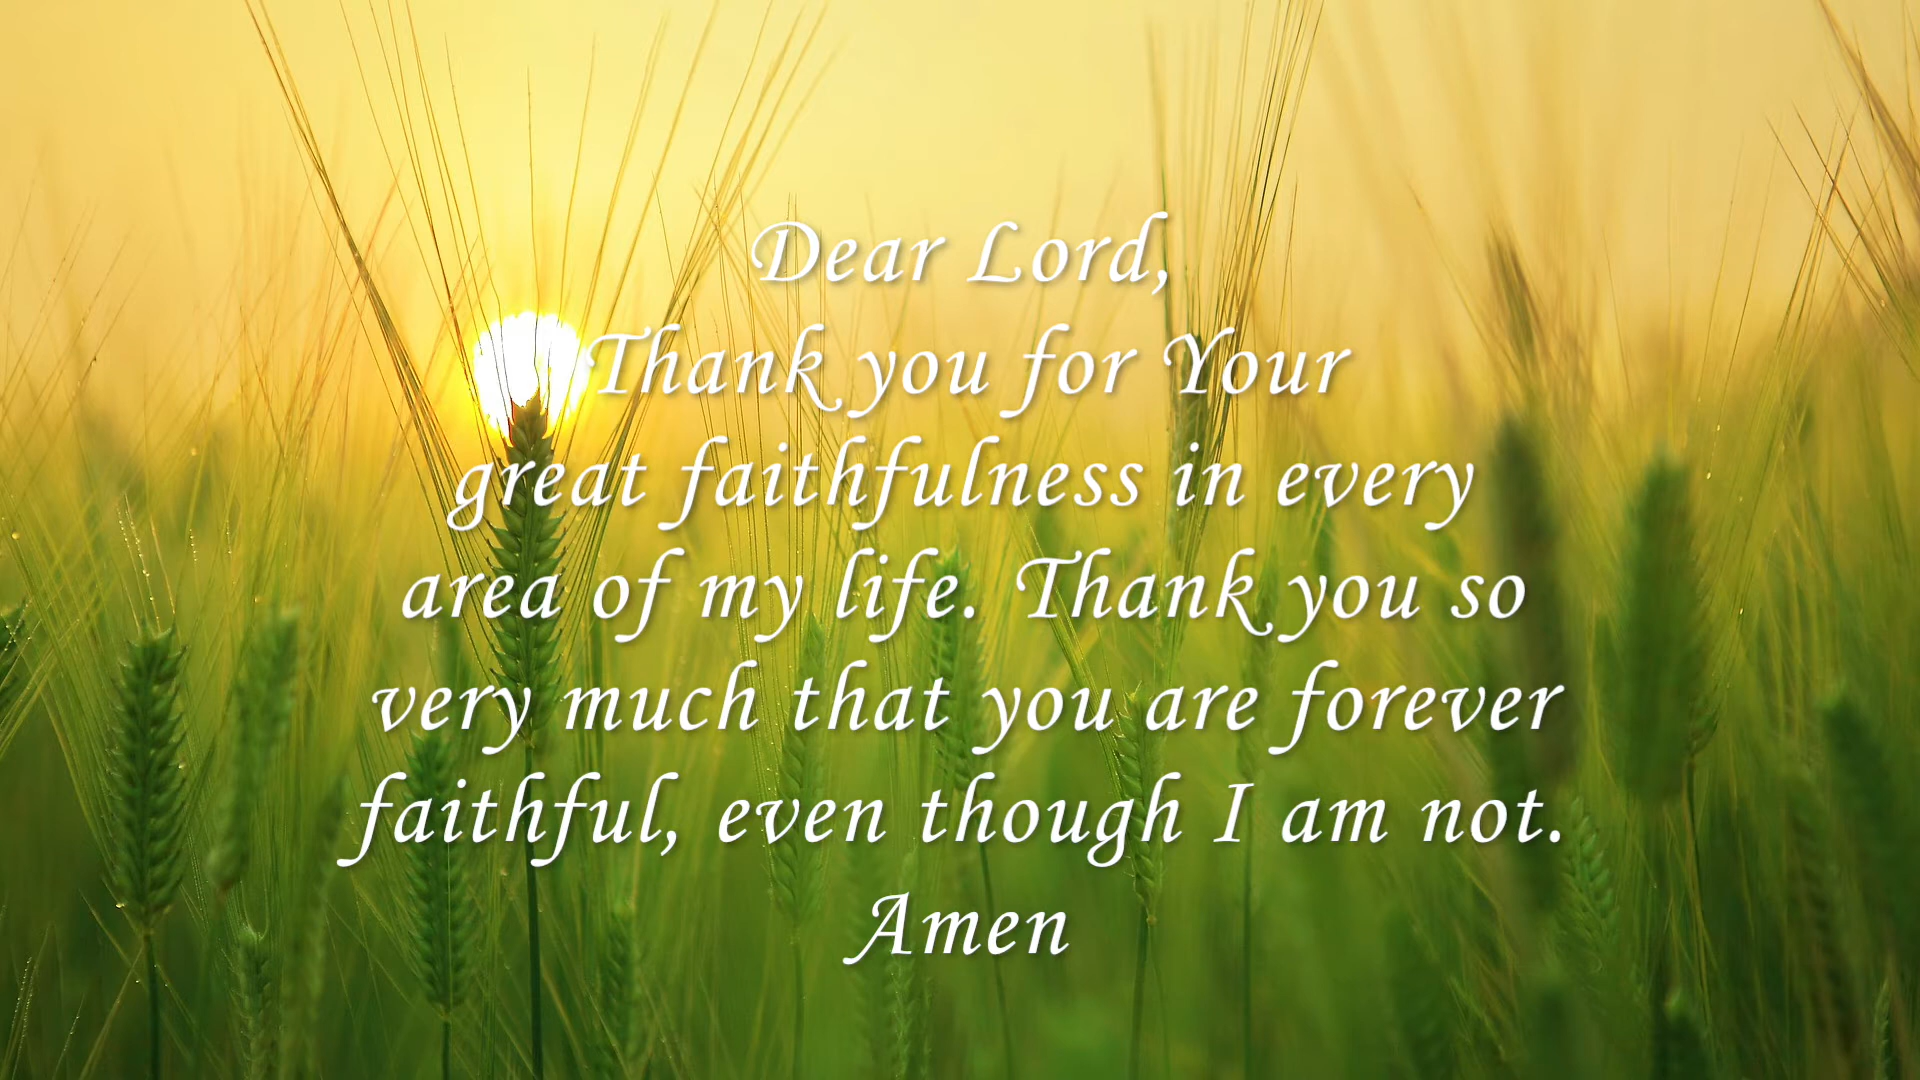 Dear Lord,
Thank you for Your
great faithfulness in every
area of my life. Thank you so
very much that you are forever
faithful, even though I am not.
Amen